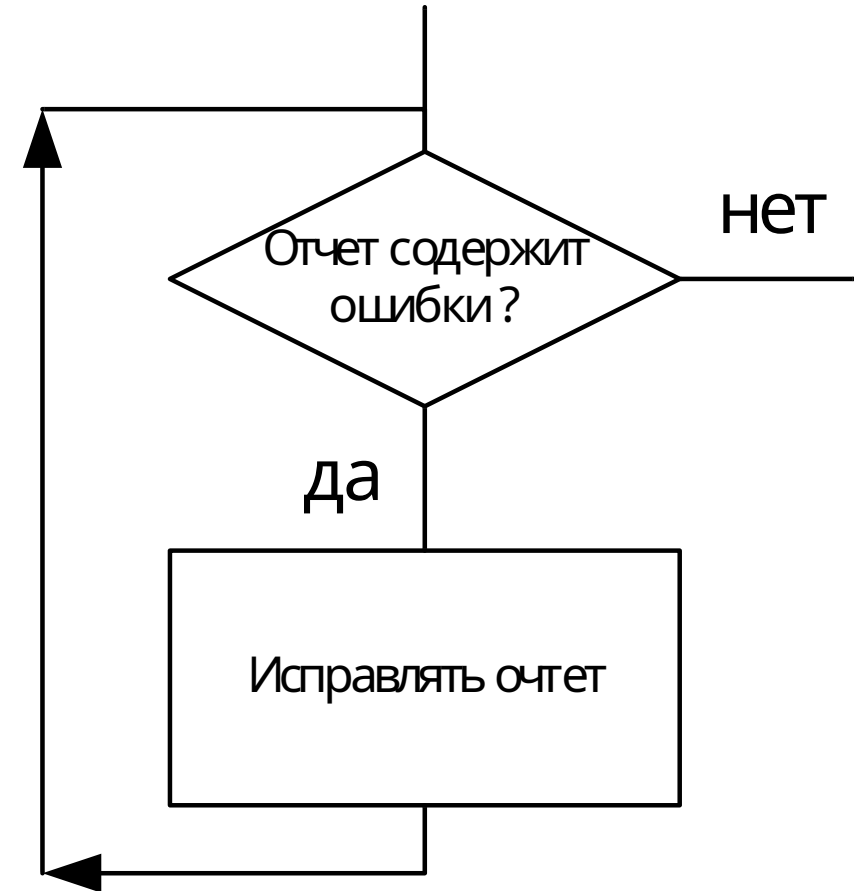 Отчет содержит
ошибки ?
нет
да
Исправлять очтет